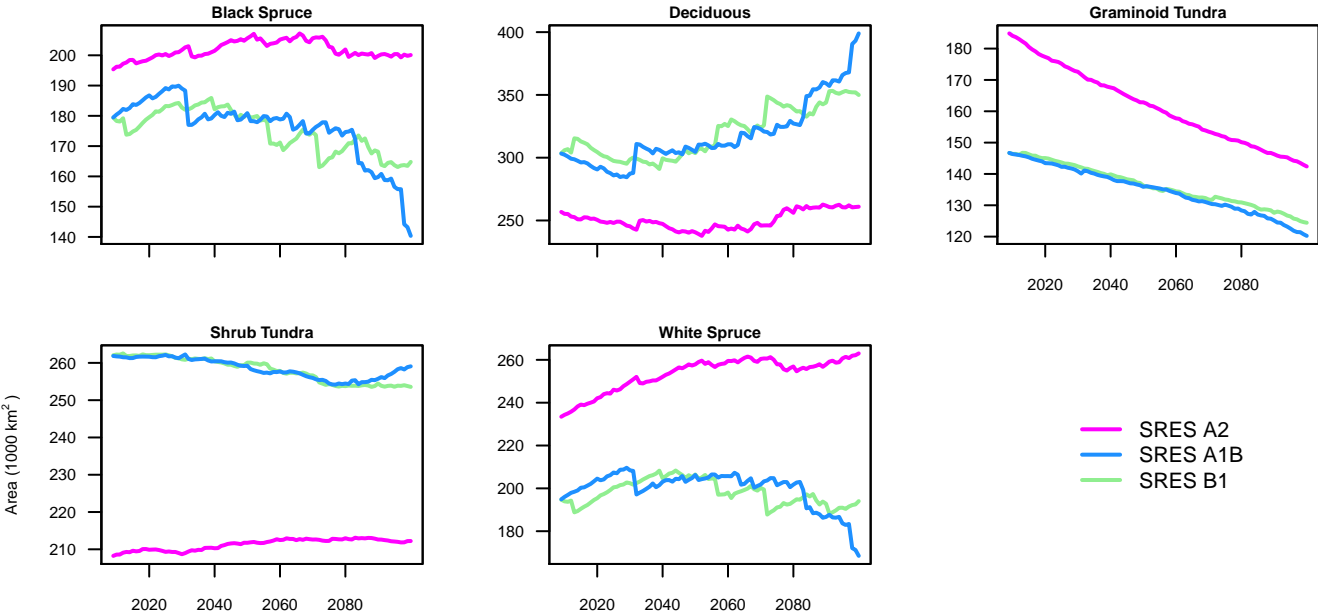 Black Spruce
200
190
180
170
160
150
140
Deciduous
400
350
300
250
Graminoid Tundra
180
170
160
150
140
130
120
2020 2040 2060 2080
Shrub Tundra
260
250
240
230
220
210
2020 2040 2060 2080
Area (1000 km²)
White Spruce
260
240
220
200
180
2020 2040 2060 2080
SRES A2
SRES A1B
SRES B1